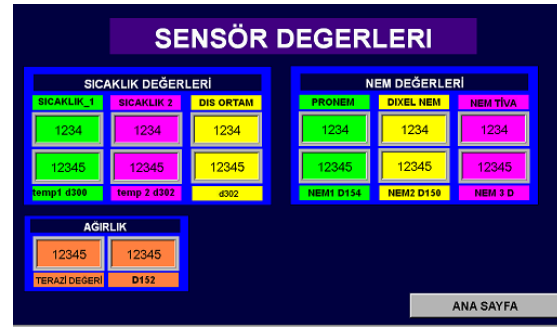 SENSÖR DEGERLERI
SICAKLIK DEĞERLERİ
SICAKLIK_1 SICAKLIK 2 DIS ORTAM
1234 1234 1234
12345 12345 12345
temp1 d300 temp 2 d302 d302
NEM DEĞERLERİ
PRONEM DIXEL NEM NEM TİVA
1234 1234 1234
12345 12345 12345
NEM1 D154 NEM2 D150 NEM 3 D
AĞIRLIK
12345 12345
TERAZİ DEĞERİ D152
ANA SAYFA